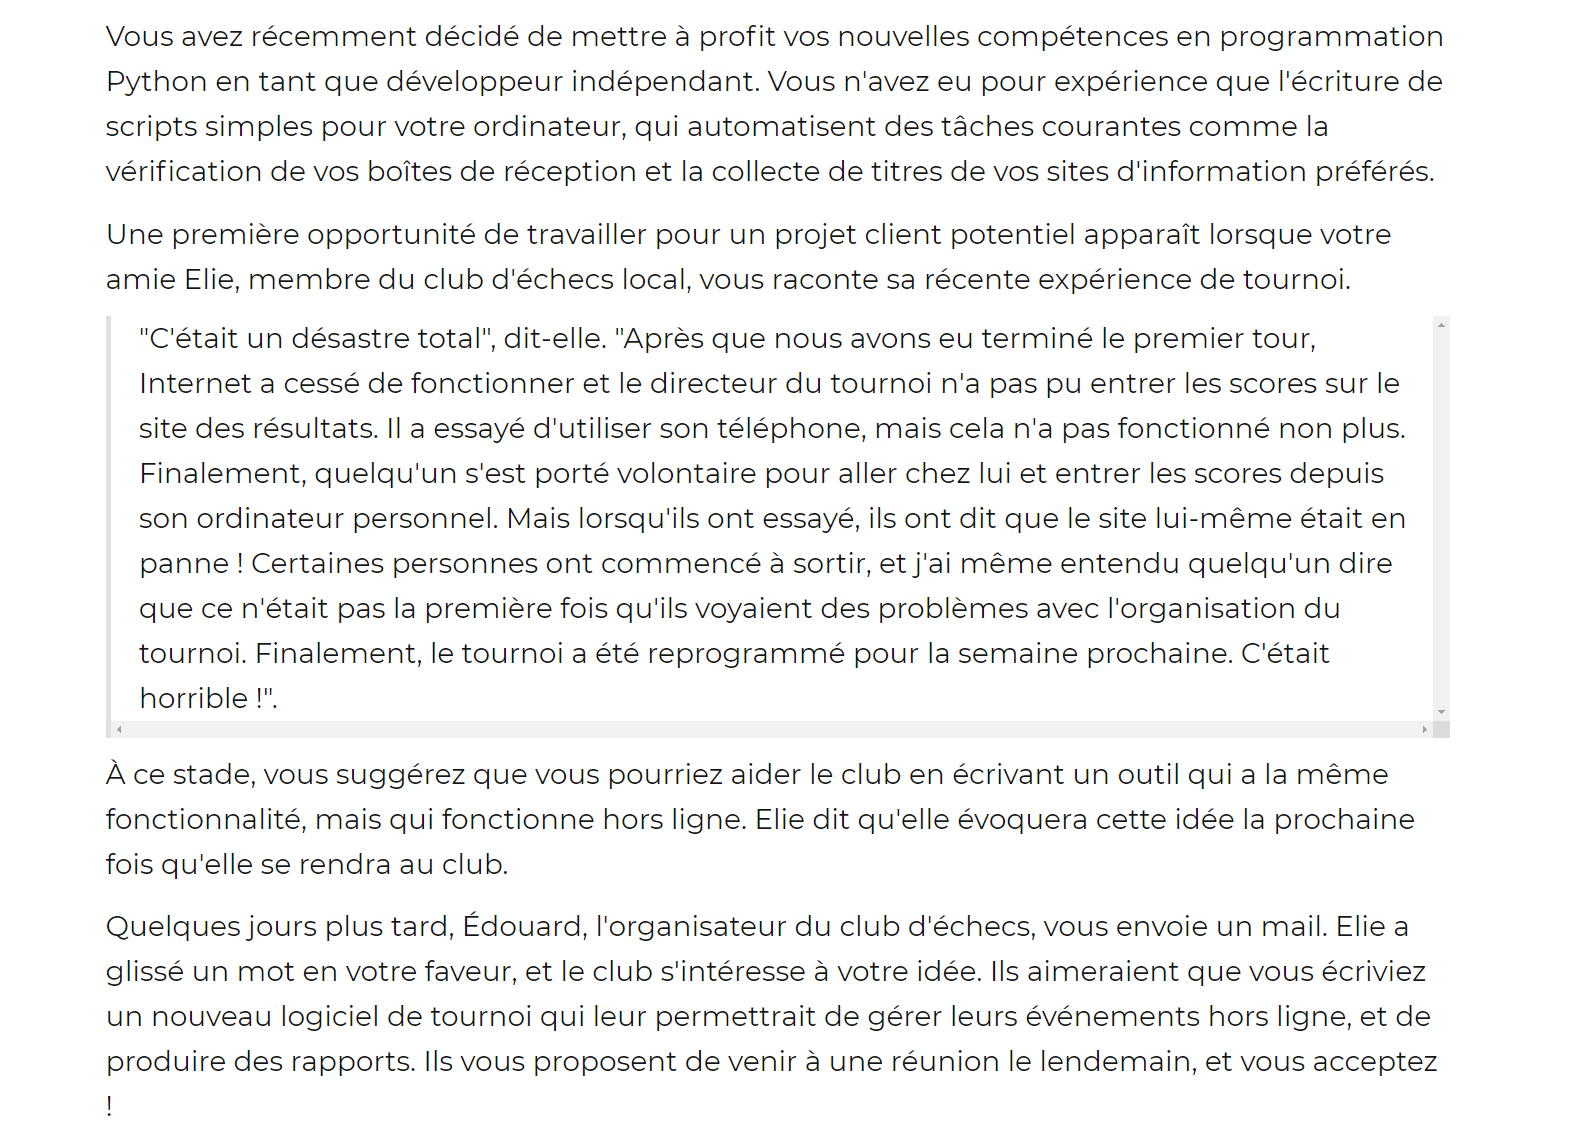 Vous avez récemment décidé de mettre à profit vos nouvelles compétences en programmation
Python en tant que développeur indépendant. Vous n'avez eu pour expérience que l'écriture de
scripts simples pour votre ordinateur, qui automatisent des tâches courantes comme la
vérification de vos boîtes de réception et la collecte de titres de vos sites d'information préférés.
Une première opportunité de travailler pour un projet client potentiel apparaît lorsque votre
amie Elie, membre du club d'échecs local, vous raconte sa récente expérience de tournoi.
"C'était un désastre total", dit-elle. "Après que nous avons eu terminé le premier tour,
Internet a cessé de fonctionner et le directeur du tournoi n'a pas pu entrer les scores sur le
site des résultats. Il a essayé d'utiliser son téléphone, mais cela n'a pas fonctionné non plus.
Finalement, quelqu'un s'est porté volontaire pour aller chez lui et entrer les scores depuis
son ordinateur personnel. Mais lorsqu'ils ont essayé, ils ont dit que le site lui-même était en
panne ! Certaines personnes ont commencé à sortir, et j'ai même entendu quelqu'un dire
que ce n'était pas la première fois qu'ils voyaient des problèmes avec l'organisation du
tournoi. Finalement, le tournoi a été reprogrammé pour la semaine prochaine. C'était
horrible !".
À ce stade, vous suggérez que vous pourriez aider le club en écrivant un outil qui a la même
fonctionnalité, mais qui fonctionne hors ligne. Elie dit qu'elle évoquera cette idée la prochaine
fois qu'elle se rendra au club.
Quelques jours plus tard, Édouard, l'organisateur du club d'échecs, vous envoie un mail. Elie a
glissé un mot en votre faveur, et le club s'intéresse à votre idée. Ils aimeraient que vous écriviez
un nouveau logiciel de tournoi qui leur permettrait de gérer leurs événements hors ligne, et de
produire des rapports. Ils vous proposent de venir à une réunion le lendemain, et vous acceptez
!